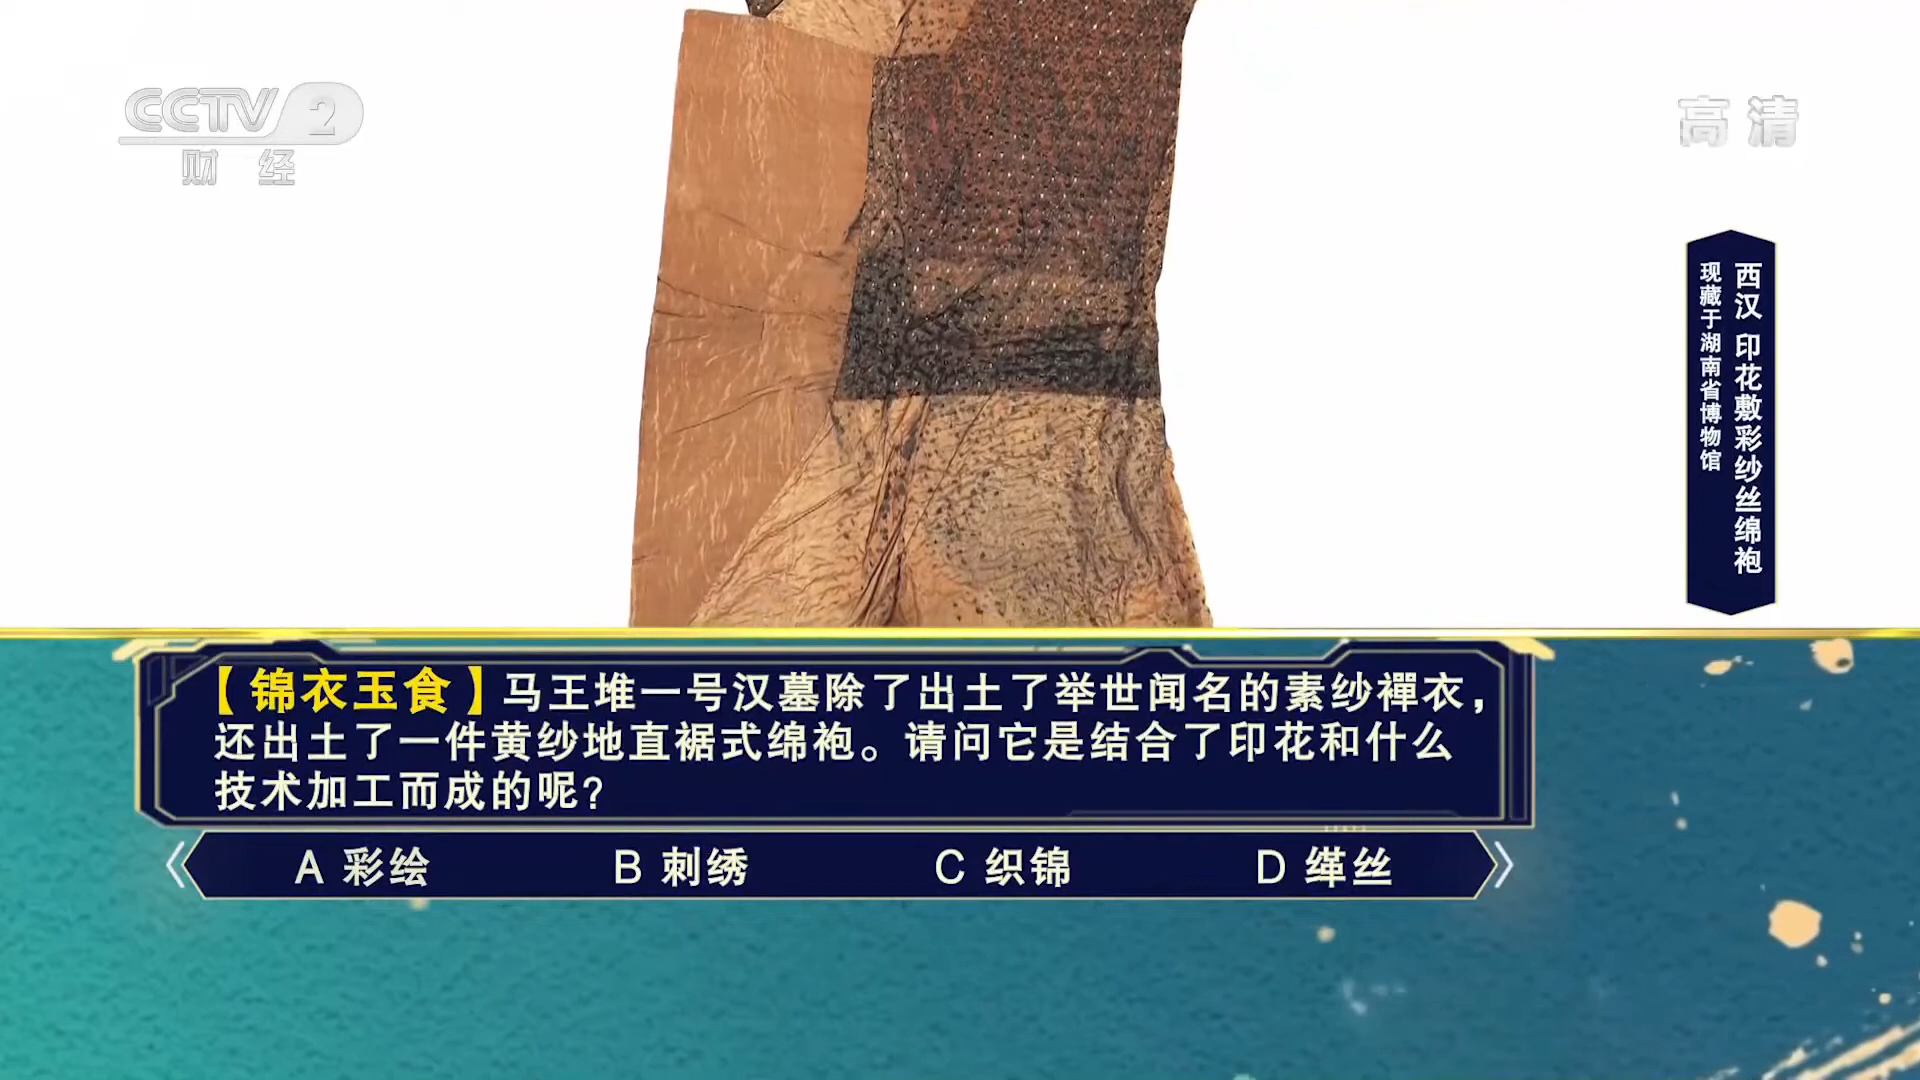 CCTV 2
财 经
高 清
西汉 印花敷彩纱丝绵袍
现藏于湖南省博物馆
【锦衣玉食】马王堆一号汉墓除了出土了举世闻名的素纱襌衣，
还出土了一件黄纱地直裾式绵袍。请问它是结合了印花和什么
技术加工而成的呢？
A 彩绘 B 刺绣 C 织锦 D 缂丝